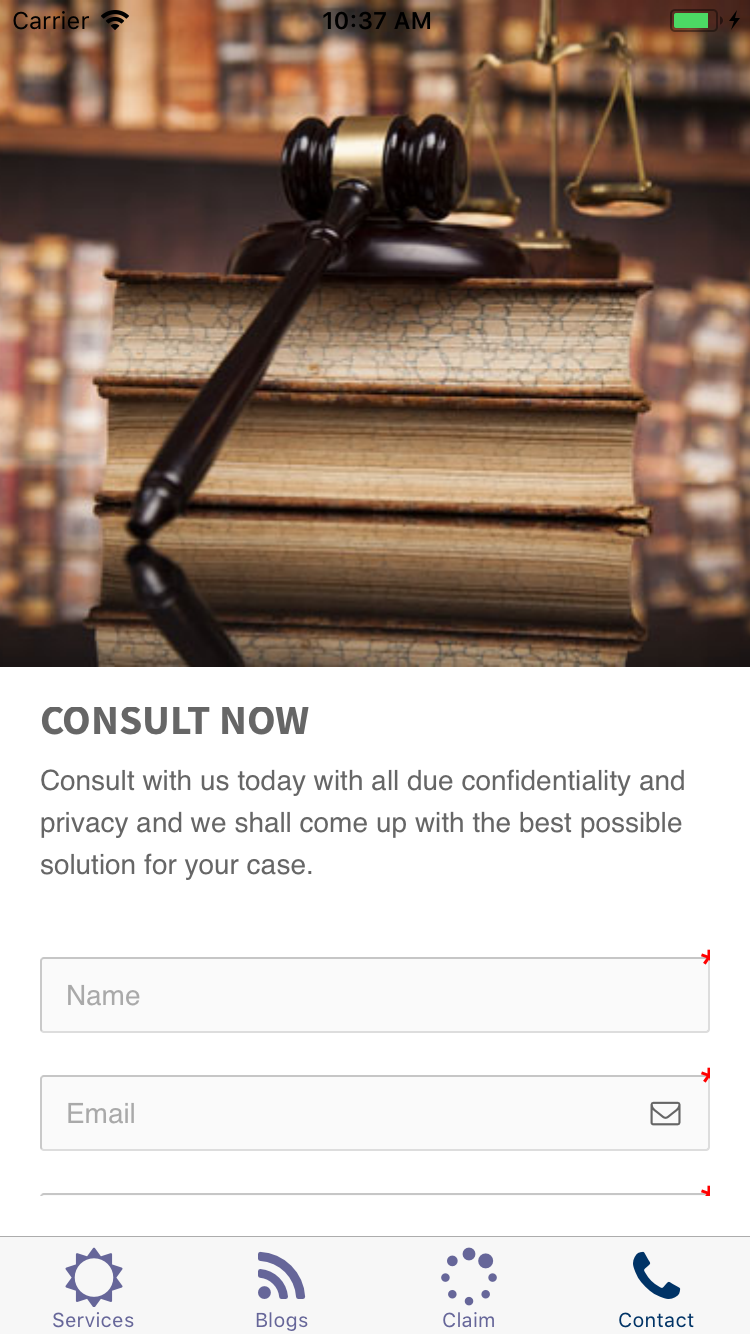 Carrier 10:37 AM
CONSULT NOW
Consult with us today with all due confidentiality and
privacy and we shall come up with the best possible
solution for your case.
*
Name
*
Email
*
Services Blogs Claim Contact